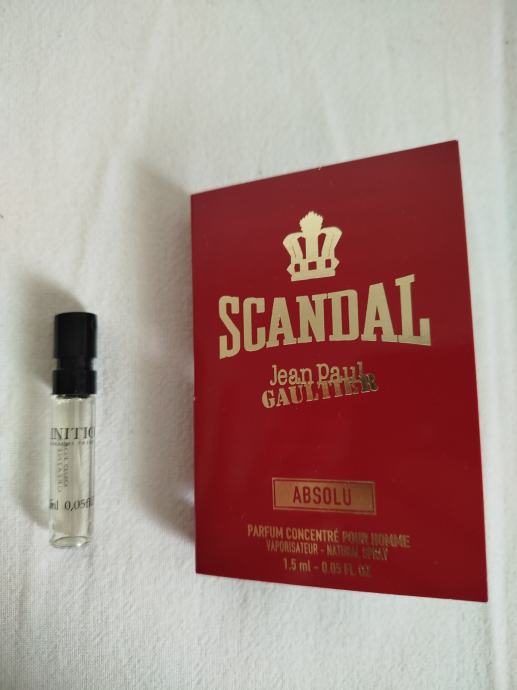 INITIO
ml 0,05fl
SCANDAL
Jean Paul
GAULTIER
ABSOLU
PARFUM CONCENTRÉ POUR HOMME
VAPORISATEUR - NATURAL SPRAY
1.5 ml - 0.05 FL OZ